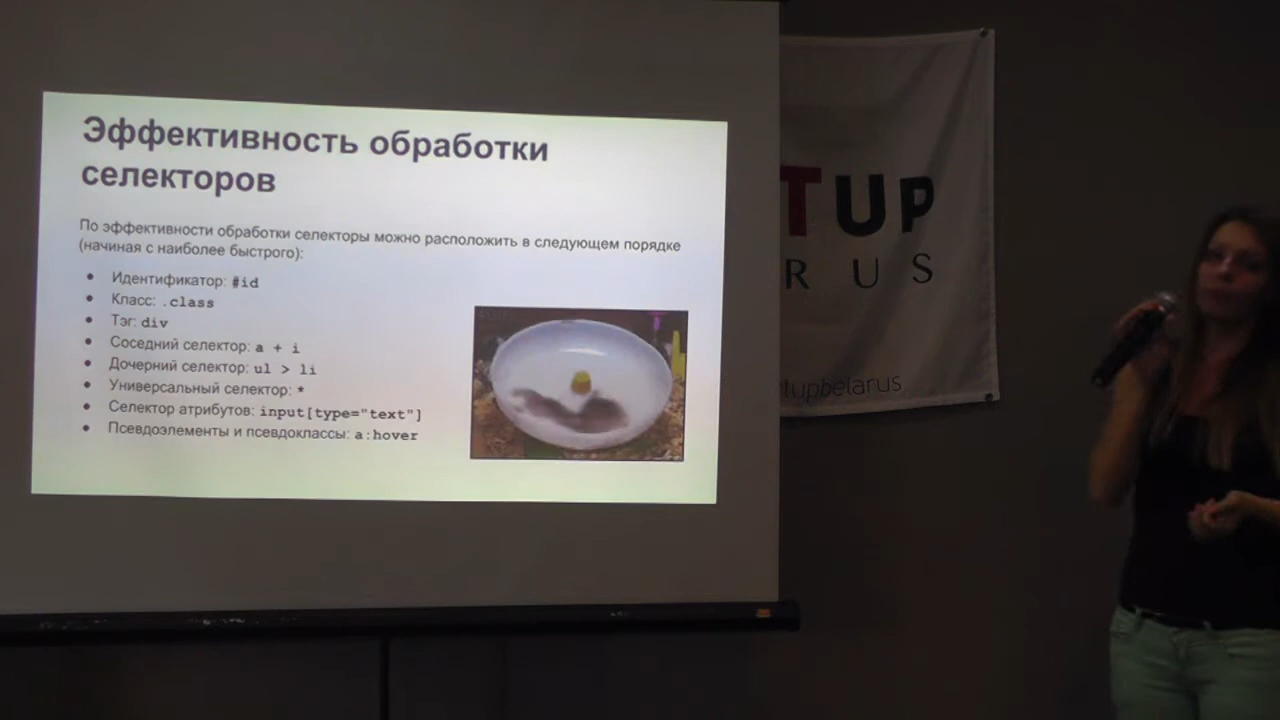 Эффективность обработки
селекторов
По эффективности обработки селекторы можно расположить в следующем порядке
(начиная с наиболее быстрого):
Идентификатор: #id
Класс: .class
Тэг: div
Соседний селектор: a + i
Дочерний селектор: ul > li
Универсальный селектор: *
Селектор атрибутов: input[type="text"]
Псевдоэлементы и псевдоклассы: a:hover
TUP
RUS
tupbelarus